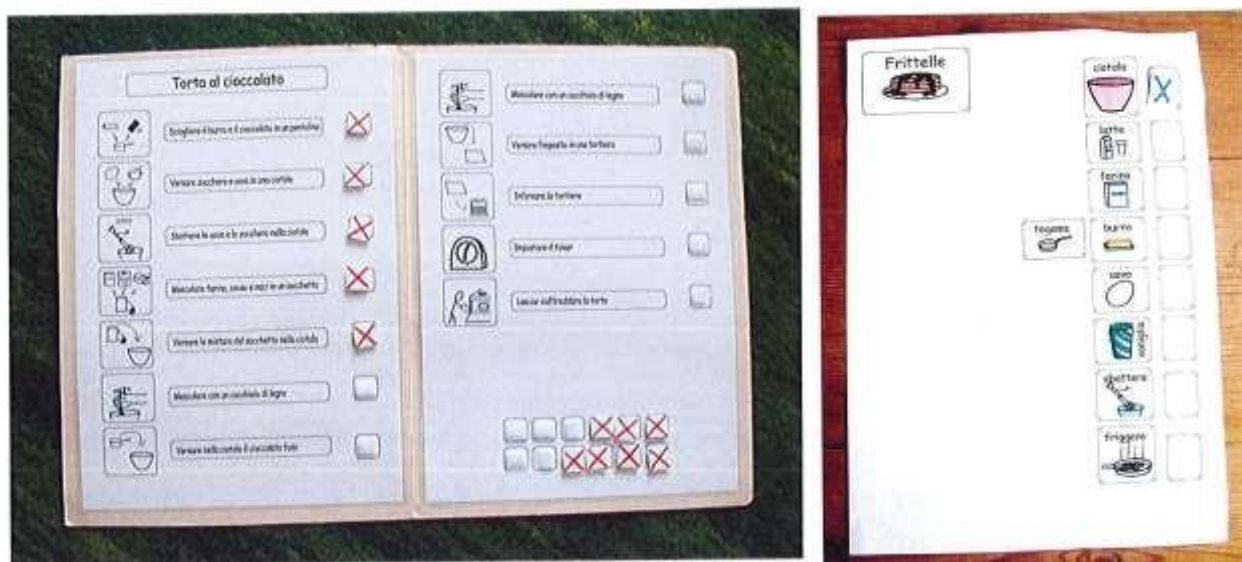 Torta al cioccolato
Sciogliere il burro e il cioccolato in un pentolino
Versare zucchero e uova in una ciotola
Sbattere le uova e lo zucchero nella ciotola
Mescolare farina, cacao e noci in un sacchetto
Versare la mistura del sacchetto nella ciotola
Mescolare con un cucchiaio di legno
Versare nella ciotola il cioccolato fuso
Mescolare con un cucchiaio di legno
Versare l'impasto in una tortiera
Infornare la tortiera
Impostare il timer
Lasciar raffreddare la torta
Frittelle
ciotola
latte
farina
tegame
burro
uovo
vaniglia
sbattere
friggere